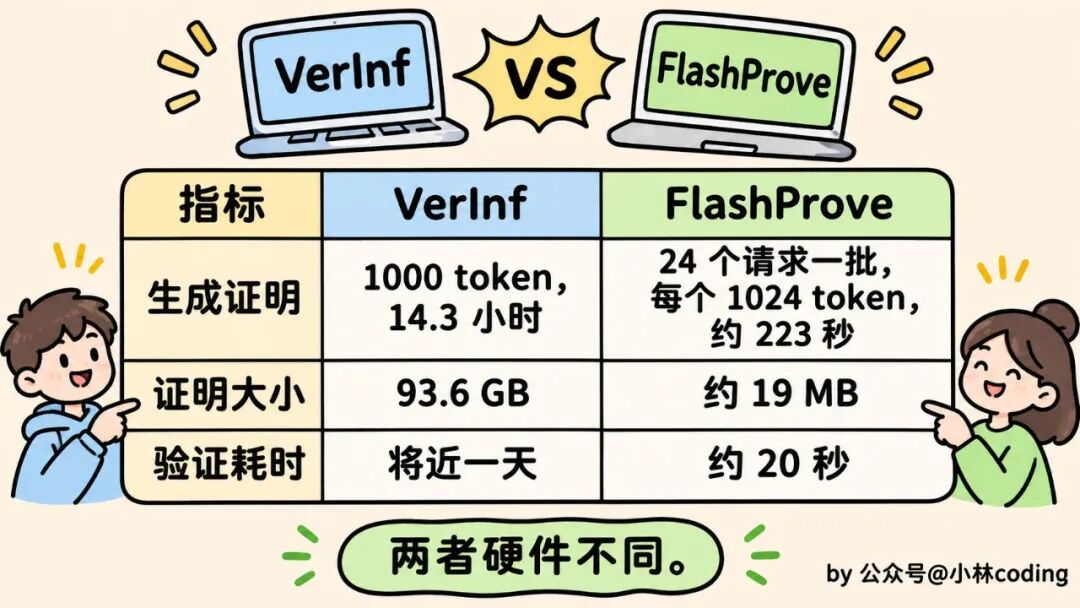 VerInf
VS
FlashProve
指标
VerInf
FlashProve
生成证明
1000 token,
14.3 小时
24 个请求一批，
每个 1024 token，
约 223 秒
证明大小
93.6 GB
约 19 MB
验证耗时
将近一天
约 20 秒
两者硬件不同。
by 公众号@小林coding